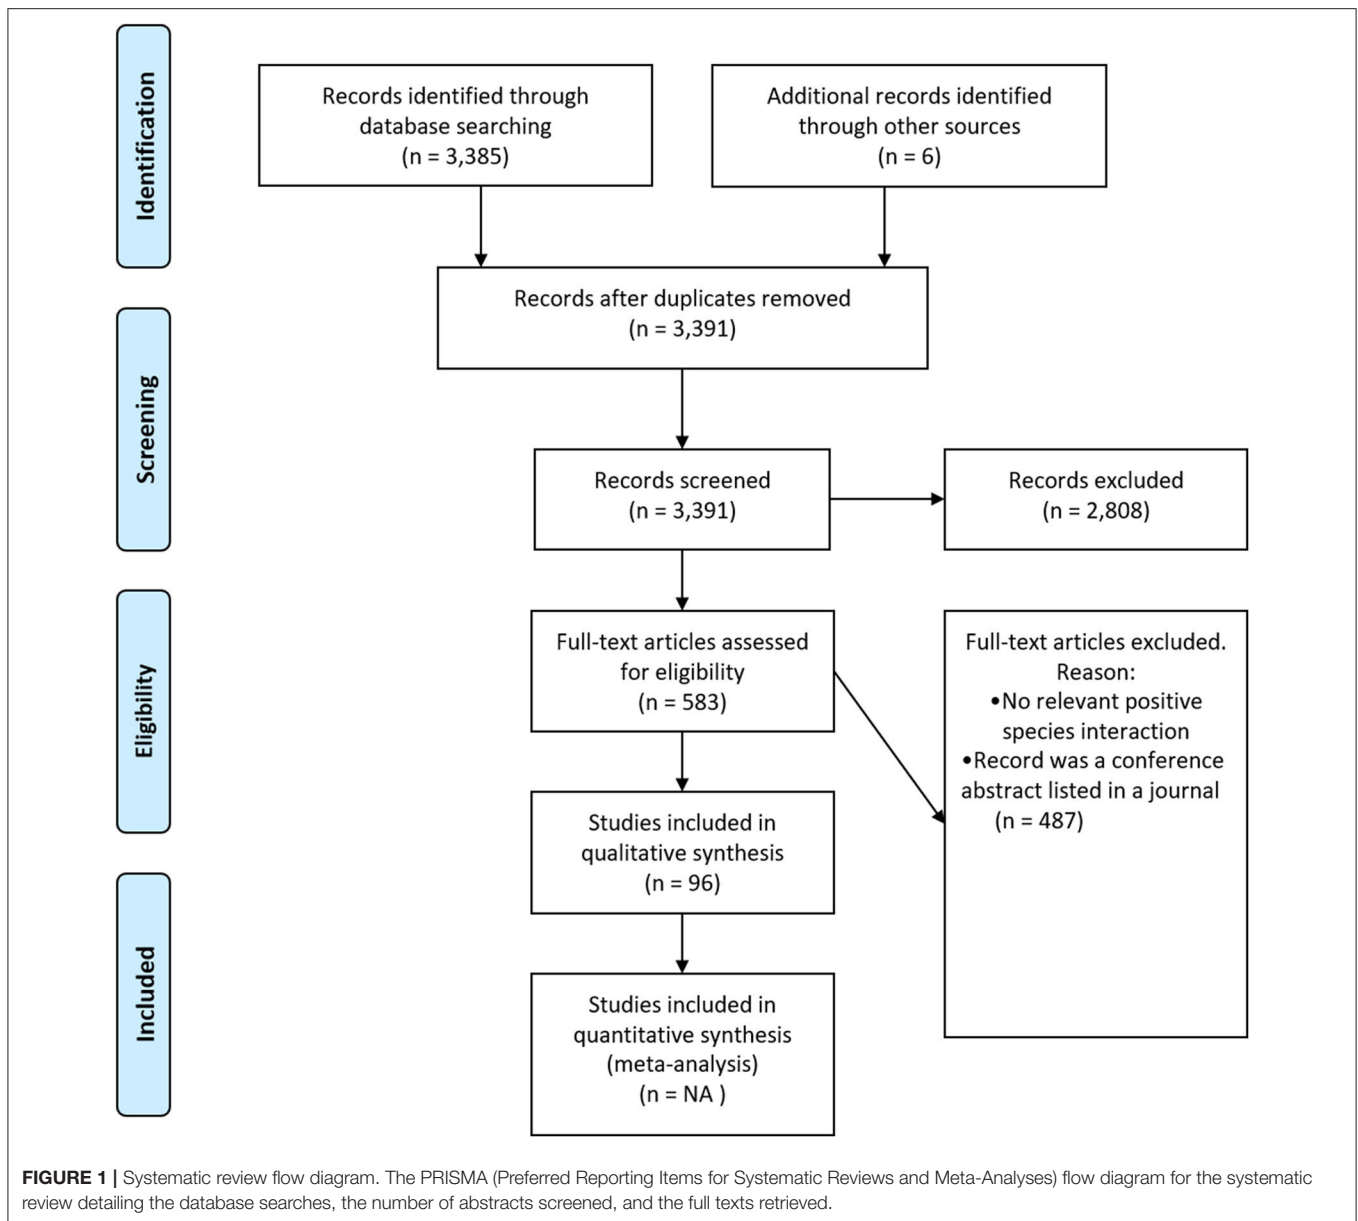 Identification
Records identified through
database searching
(n = 3,385)
Additional records identified
through other sources
(n = 6)
Records after duplicates removed
(n = 3,391)
Screening
Records screened
(n = 3,391)
Records excluded
(n = 2,808)
Eligibility
Full-text articles assessed
for eligibility
(n = 583)
Full-text articles excluded.
Reason:
•No relevant positive
species interaction
•Record was a conference
abstract listed in a journal
(n = 487)
Studies included in
qualitative synthesis
(n = 96)
Included
Studies included in
quantitative synthesis
(meta-analysis)
(n = NA )
FIGURE 1 | Systematic review flow diagram. The PRISMA (Preferred Reporting Items for Systematic Reviews and Meta-Analyses) flow diagram for the systematic
review detailing the database searches, the number of abstracts screened, and the full texts retrieved.